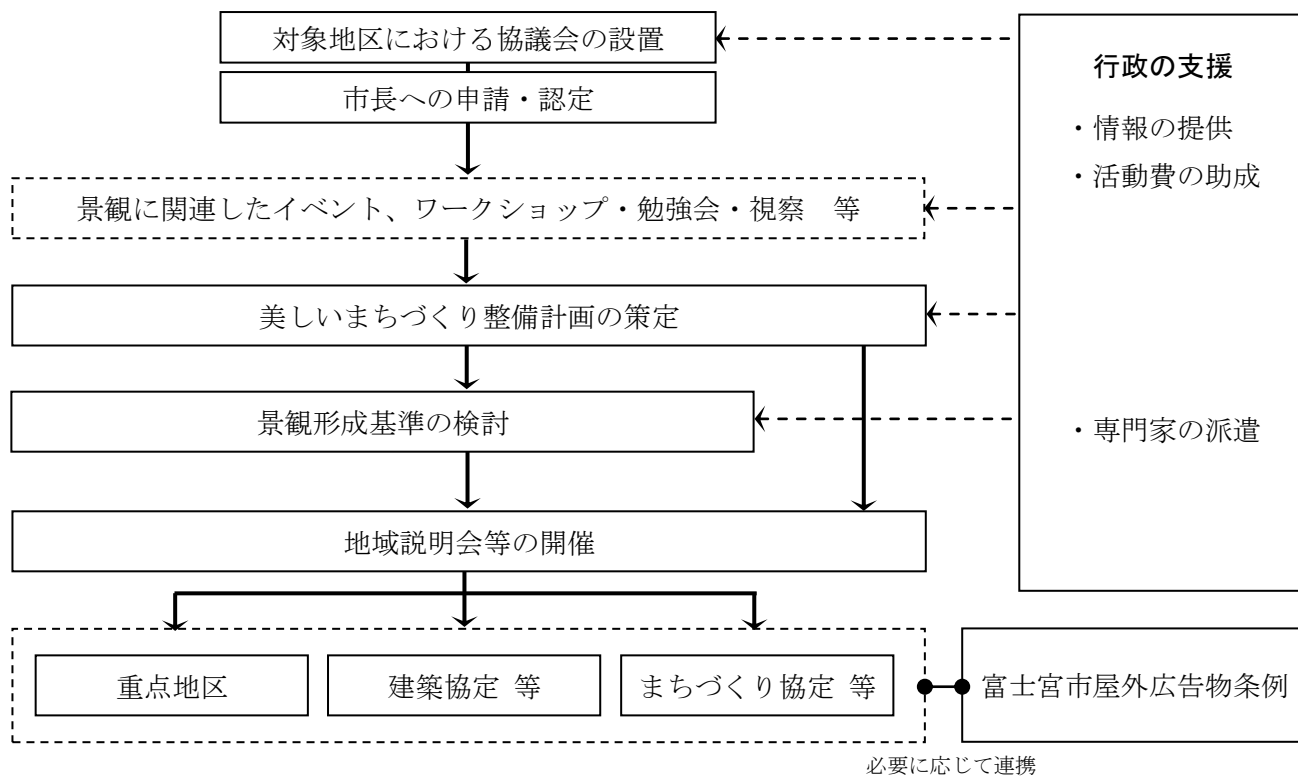 対象地区における協議会の設置
市長への申請・認定
景観に関連したイベント、ワークショップ・勉強会・視察　等
美しいまちづくり整備計画の策定
景観形成基準の検討
地域説明会等の開催
重点地区
建築協定 等
まちづくり協定 等
行政の支援
・情報の提供
・活動費の助成
・専門家の派遣
富士宮市屋外広告物条例
必要に応じて連携